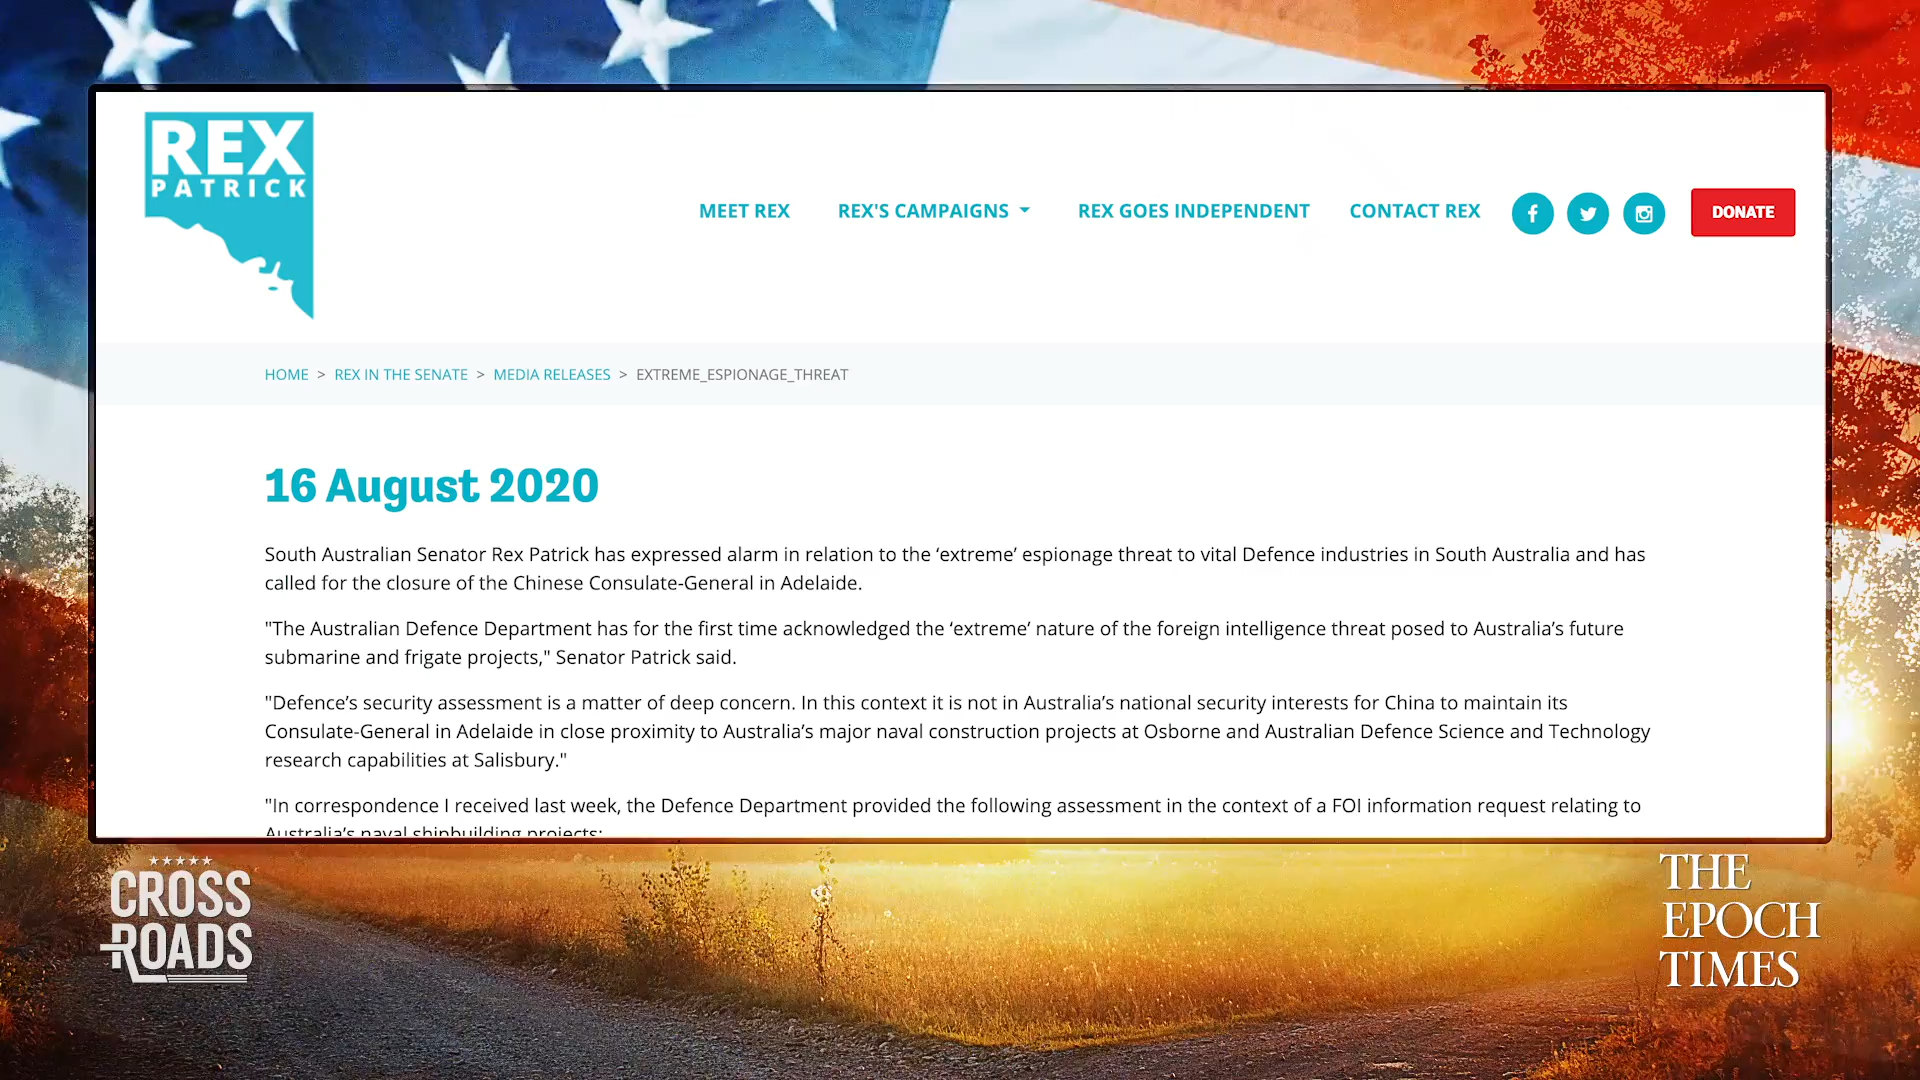 REX
PATRICK
MEET REX
REX'S CAMPAIGNS
REX GOES INDEPENDENT
CONTACT REX
DONATE
HOME > REX IN THE SENATE > MEDIA RELEASES > EXTREME_ESPIONAGE_THREAT
16 August 2020
South Australian Senator Rex Patrick has expressed alarm in relation to the ‘extreme’ espionage threat to vital Defence industries in South Australia and has
called for the closure of the Chinese Consulate-General in Adelaide.
"The Australian Defence Department has for the first time acknowledged the ‘extreme’ nature of the foreign intelligence threat posed to Australia’s future
submarine and frigate projects," Senator Patrick said.
"Defence’s security assessment is a matter of deep concern. In this context it is not in Australia’s national security interests for China to maintain its
Consulate-General in Adelaide in close proximity to Australia’s major naval construction projects at Osborne and Australian Defence Science and Technology
research capabilities at Salisbury."
"In correspondence I received last week, the Defence Department provided the following assessment in the context of a FOI information request relating to
Australia’s naval shipbuilding projects:
CROSS
ROADS
THE
EPOCH
TIMES